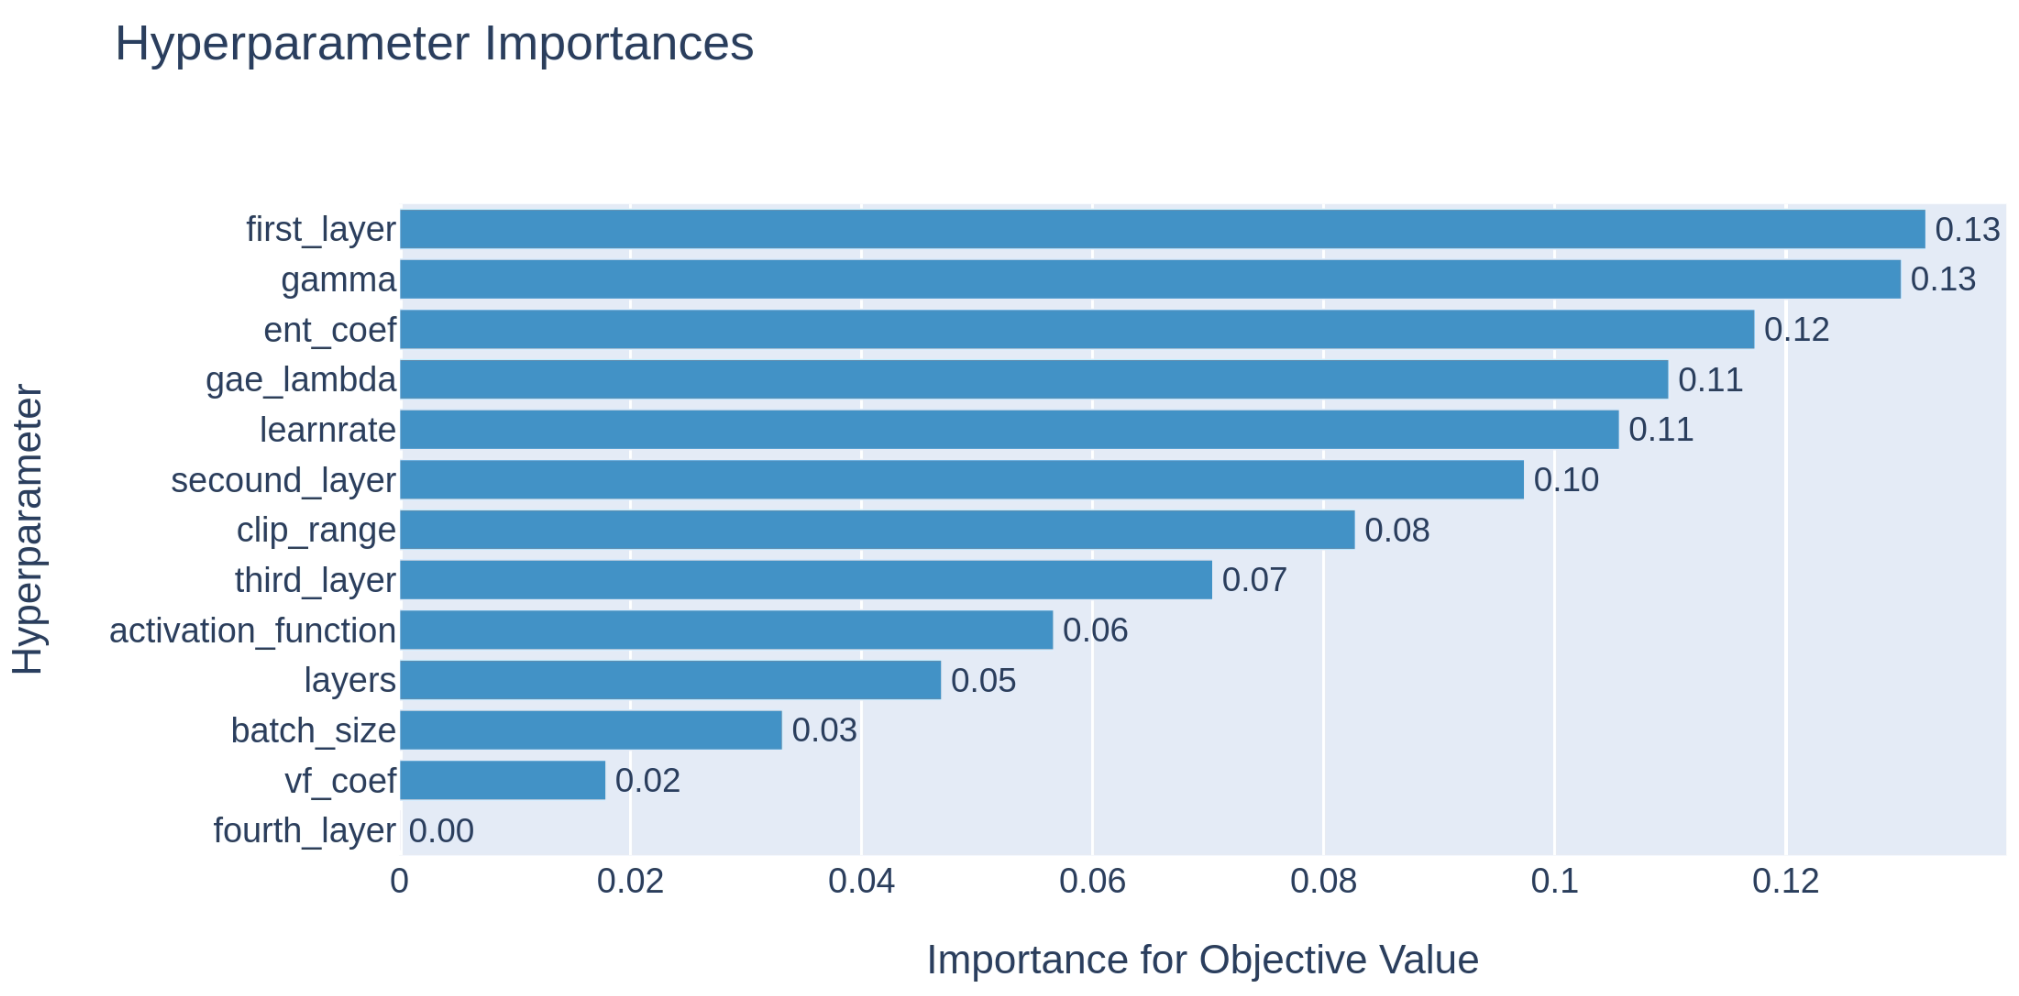 Hyperparameter Importances
Hyperparameter
first_layer 0.13
gamma 0.13
ent_coef 0.12
gae_lambda 0.11
learnrate 0.11
secound_layer 0.10
clip_range 0.08
third_layer 0.07
activation_function 0.06
layers 0.05
batch_size 0.03
vf_coef 0.02
fourth_layer 0.00
0 0.02 0.04 0.06 0.08 0.1 0.12
Importance for Objective Value